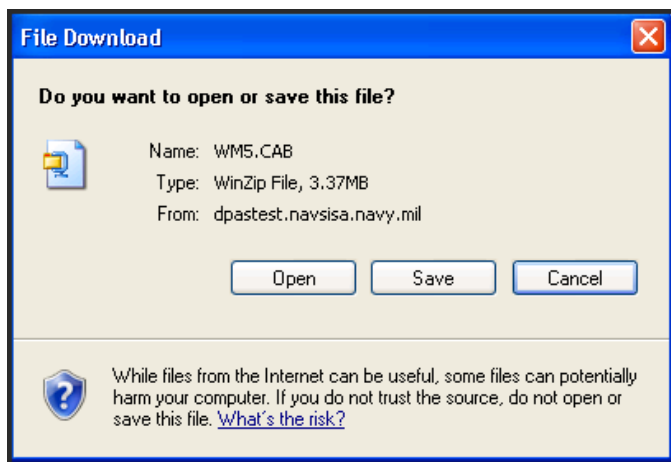 File Download
Do you want to open or save this file?
Name: WM5.CAB
Type: WinZip File, 3.37MB
From: dpastest.navsisa.navy.mil
Open Save Cancel
While files from the Internet can be useful, some files can potentially
harm your computer. If you do not trust the source, do not open or
save this file. What's the risk?